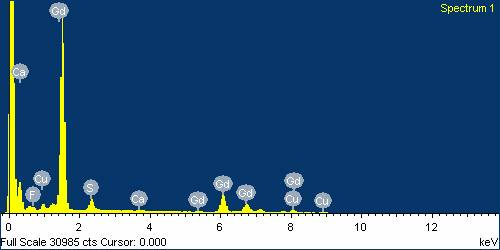 Spectrum 1
Gd
Ca
Cu
F
S
Ca
Gd
Gd
Gd
Gd
Cu
Cu
0 2 4 6 8 10 12
Full Scale 30985 cts Cursor: 0.000 keV